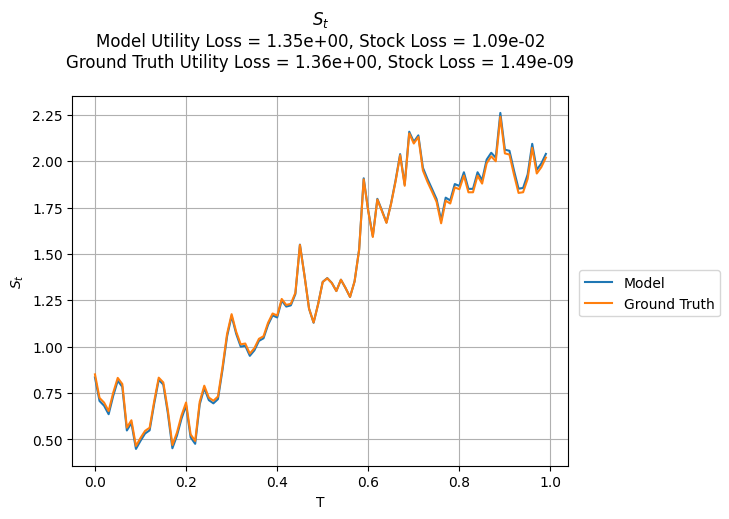 S_t
Model Utility Loss = 1.35e+00, Stock Loss = 1.09e-02
Ground Truth Utility Loss = 1.36e+00, Stock Loss = 1.49e-09
2.25
2.00
1.75
1.50
1.25
1.00
0.75
0.50
S_t
0.0 0.2 0.4 0.6 0.8 1.0
T
Model
Ground Truth